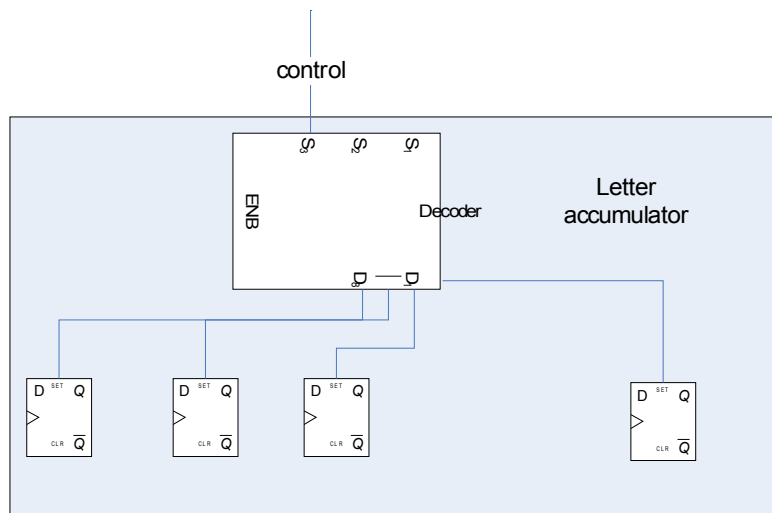 control
S3 S2 S1
ENB
Decoder
Letter
accumulator
D8 D1
D SET Q
CLR Q
D SET Q
CLR Q
D SET Q
CLR Q
D SET Q
CLR Q